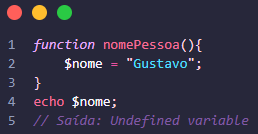 1 function nomePessoa(){
2 $nome = "Gustavo";
3 }
4 echo $nome;
5 // Saída: Undefined variable